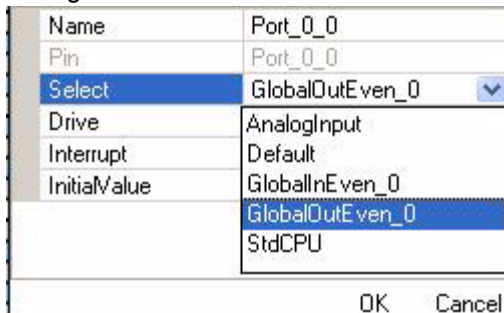 Name Port_0_0
Pin Port_0_0
Select GlobalOutEven_0
Drive AnalogInput
Interrupt Default
InitialValue GlobalInEven_0
GlobalOutEven_0
StdCPU
OK Cancel